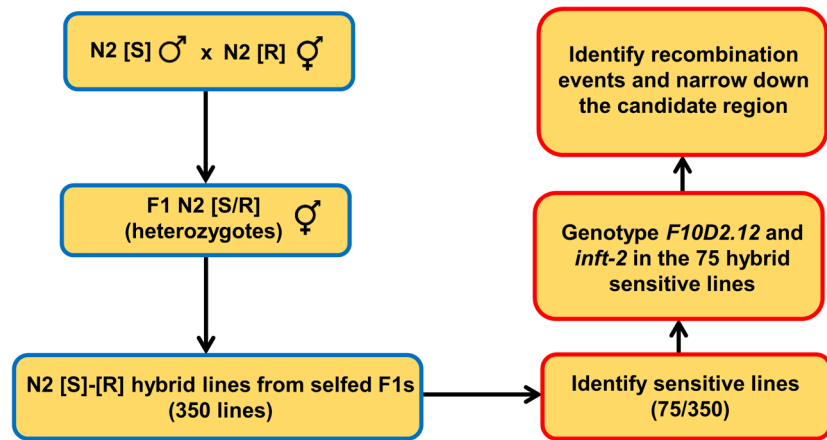 N2 [S] ♂ x N2 [R] ⚥
F1 N2 [S/R] ⚥
(heterozygotes)
N2 [S]-[R] hybrid lines from selfed F1s
(350 lines)
Identify sensitive lines
(75/350)
Genotype F10D2.12 and
inft-2 in the 75 hybrid
sensitive lines
Identify recombination
events and narrow down
the candidate region